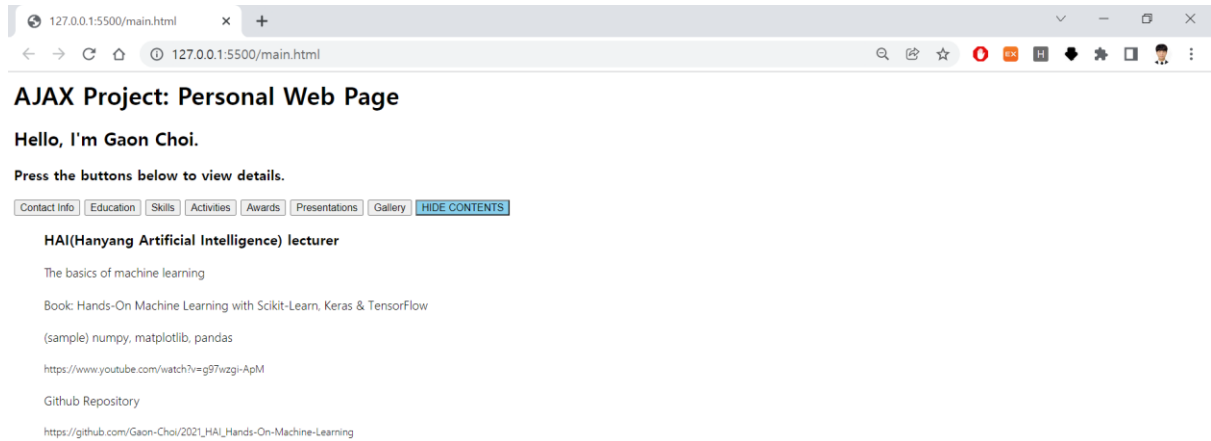 127.0.0.1:5500/main.html
127.0.0.1:5500/main.html
EX H
AJAX Project: Personal Web Page
Hello, I'm Gaon Choi.
Press the buttons below to view details.
Contact Info Education Skills Activities Awards Presentations Gallery HIDE CONTENTS
HAI(Hanyang Artificial Intelligence) lecturer
The basics of machine learning
Book: Hands-On Machine Learning with Scikit-Learn, Keras & TensorFlow
(sample) numpy, matplotlib, pandas
https://www.youtube.com/watch?v=g97wzgi-ApM
Github Repository
https://github.com/Gaon-Choi/2021_HAI_Hands-On-Machine-Learning